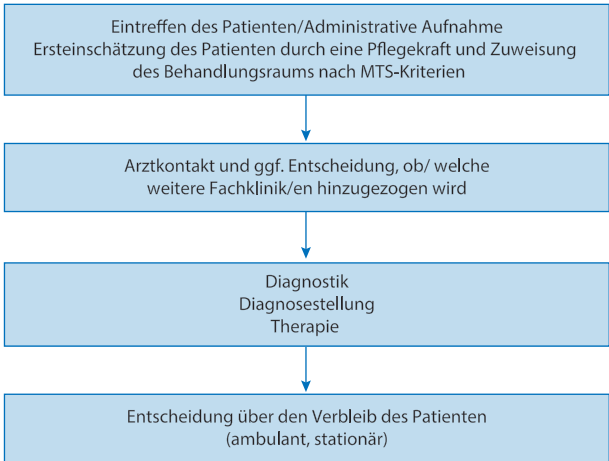 Eintreffen des Patienten/Administrative Aufnahme
Ersteinschätzung des Patienten durch eine Pflegekraft und Zuweisung
des Behandlungsraums nach MTS-Kriterien
Arztkontakt und ggf. Entscheidung, ob/ welche
weitere Fachklinik/en hinzugezogen wird
Diagnostik
Diagnosestellung
Therapie
Entscheidung über den Verbleib des Patienten
(ambulant, stationär)